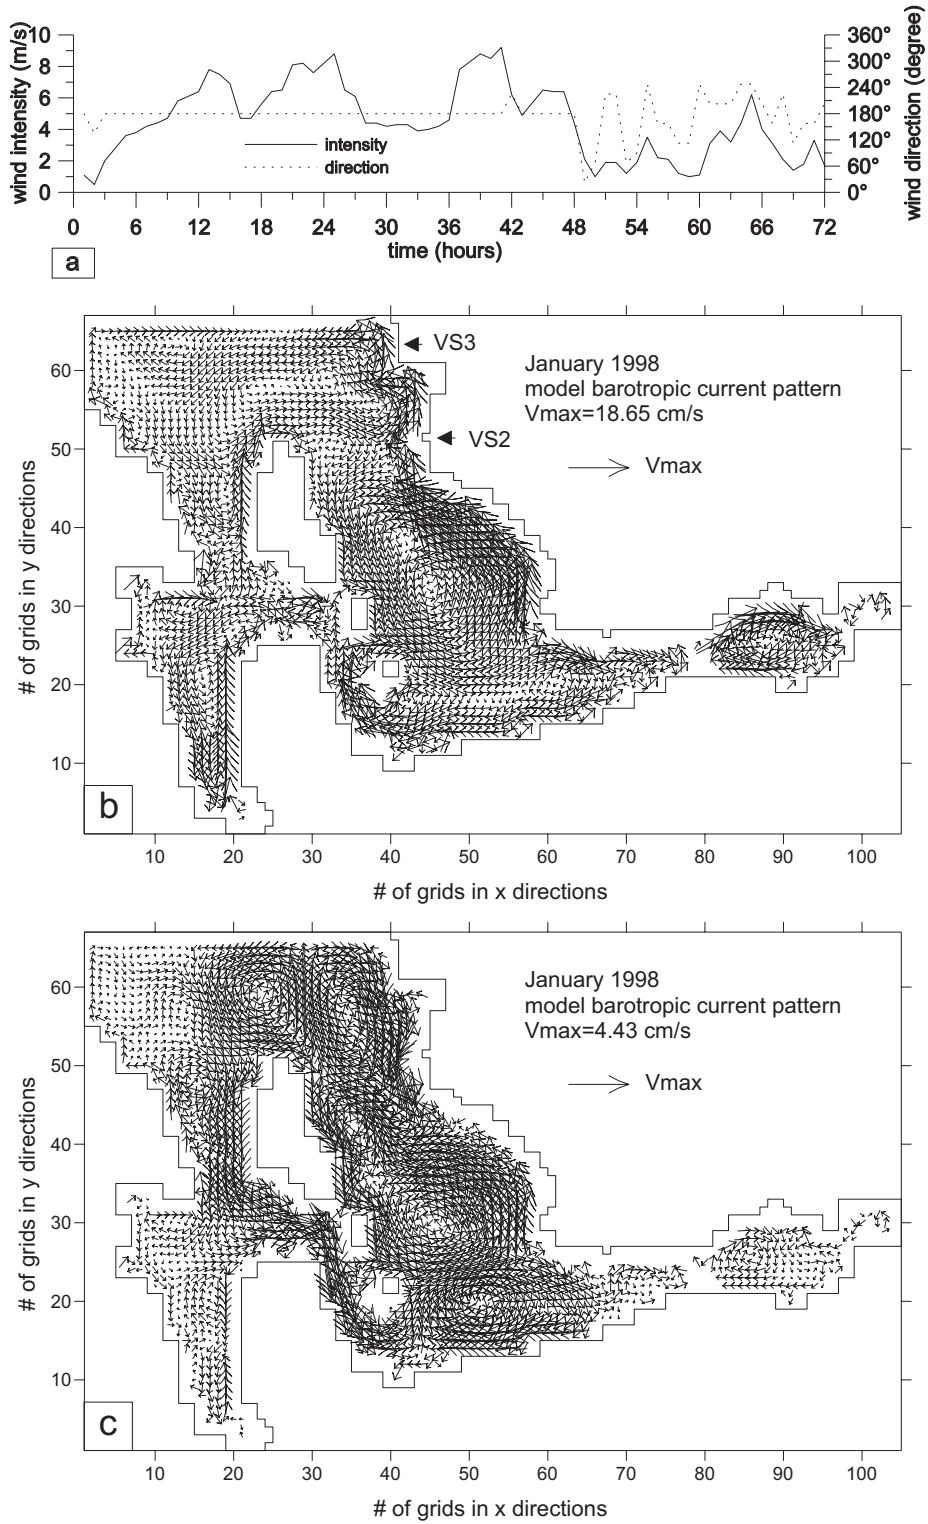 wind intensity (m/s)
10
8
6
4
2
0
intensity
direction
360°
300°
240°
180°
120°
60°
0°
wind direction (degree)
0 6 12 18 24 30 36 42 48 54 60 66 72
time (hours)
a
VS3
VS2
January 1998
model barotropic current pattern
Vmax=18.65 cm/s
Vmax
# of grids in y directions
60
50
40
30
20
10
b
10 20 30 40 50 60 70 80 90 100
# of grids in x directions
January 1998
model barotropic current pattern
Vmax=4.43 cm/s
Vmax
# of grids in y directions
60
50
40
30
20
10
c
10 20 30 40 50 60 70 80 90 100
# of grids in x directions